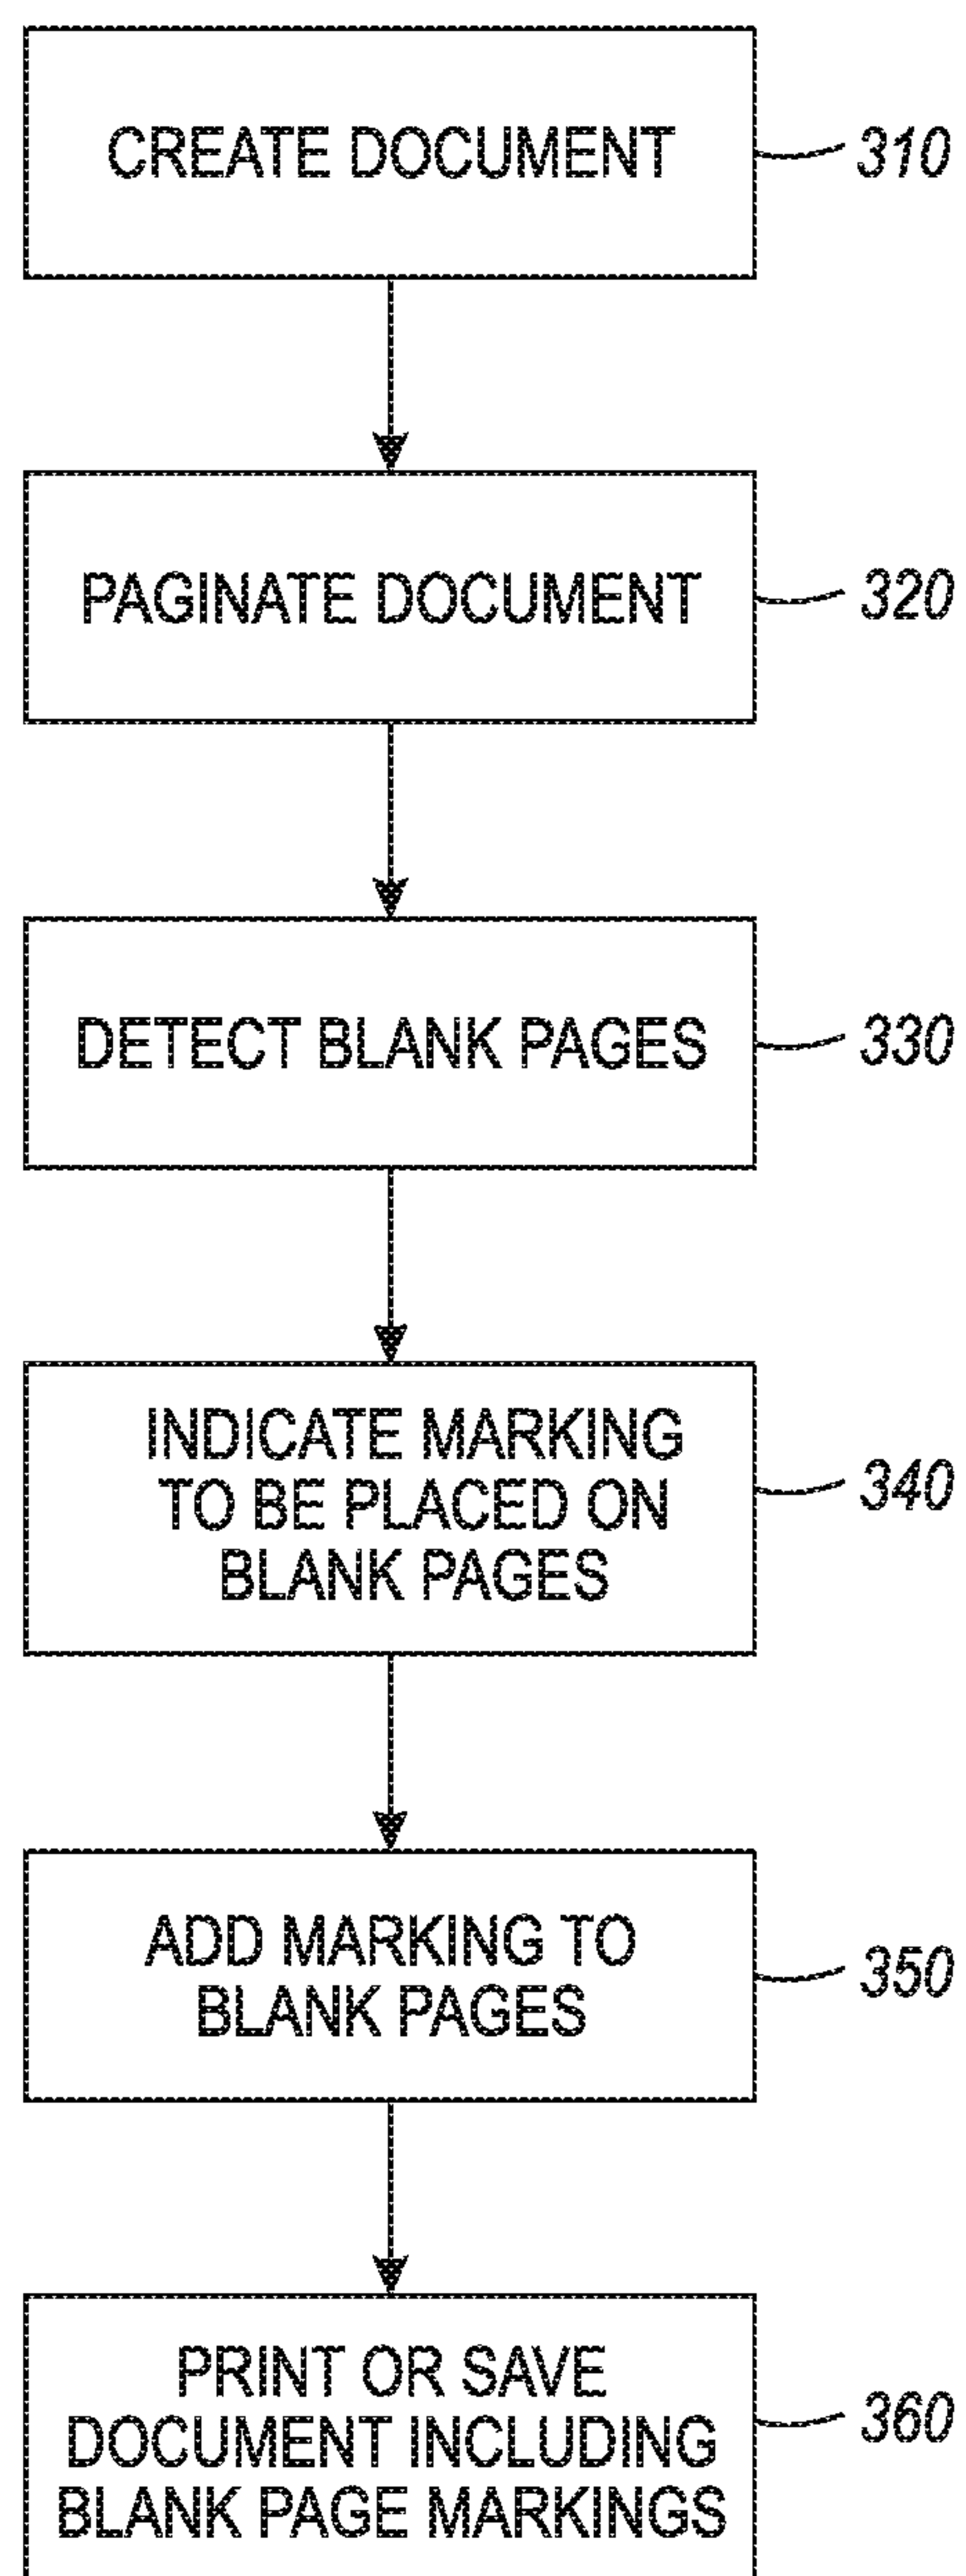 CREATE DOCUMENT
310
PAGINATE DOCUMENT
320
DETECT BLANK PAGES
330
INDICATE MARKING
TO BE PLACED ON
BLANK PAGES
340
ADD MARKING TO
BLANK PAGES
350
PRINT OR SAVE
DOCUMENT INCLUDING
BLANK PAGE MARKINGS
360